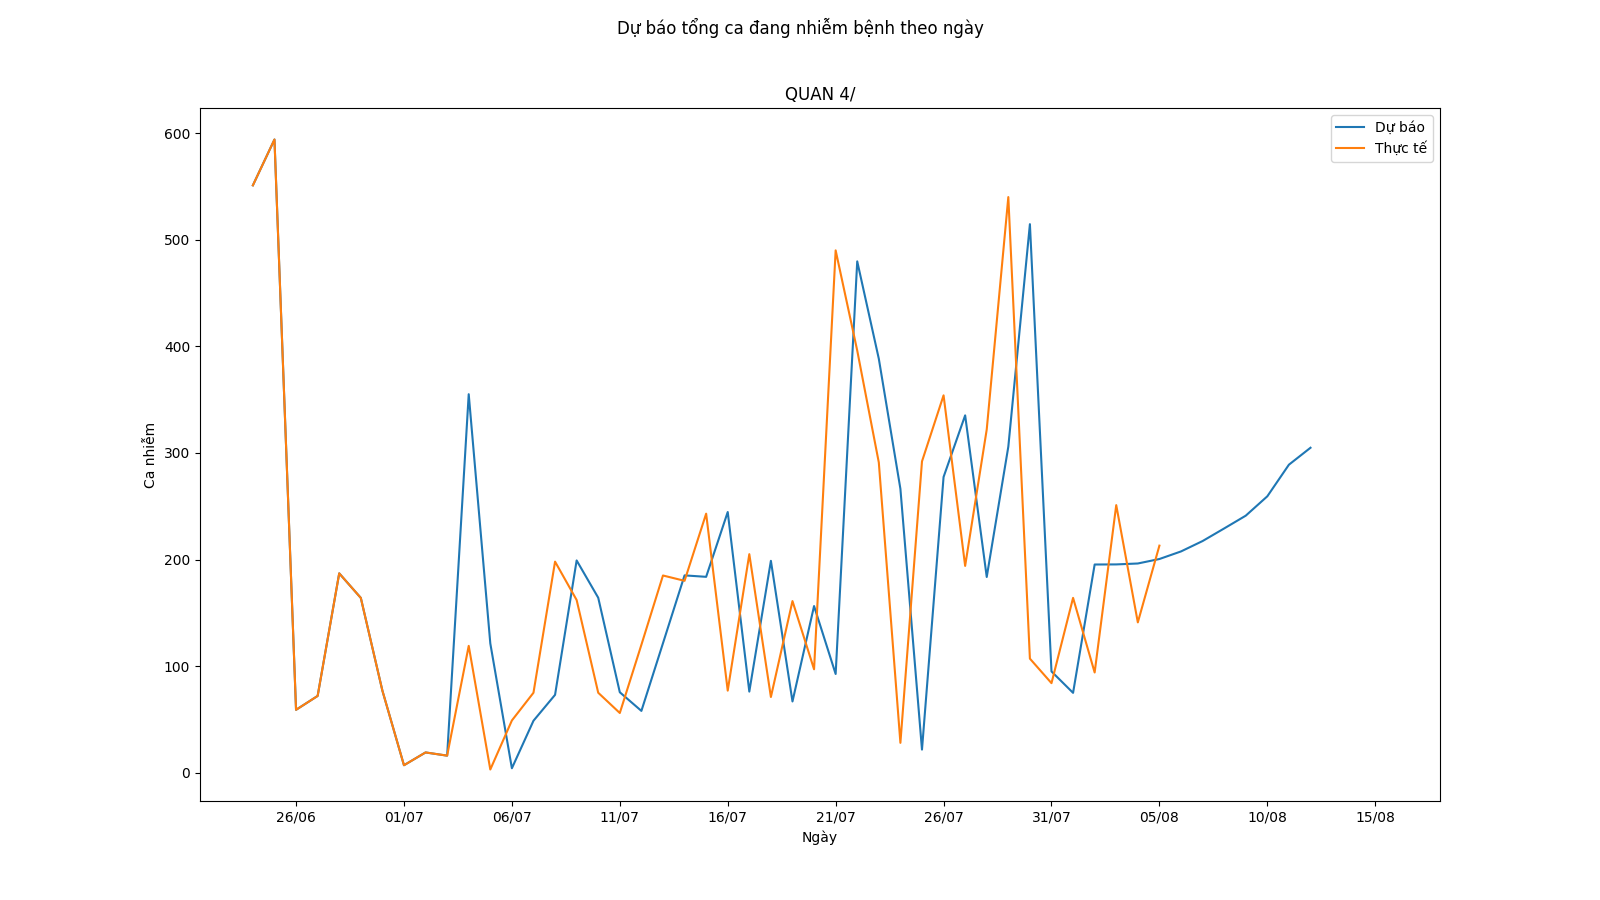 Dự báo tổng ca đang nhiễm bệnh theo ngày
QUAN 4/
Dự báo
Thực tế
600
500
400
300
200
100
0
Ca nhiễm
26/06 01/07 06/07 11/07 16/07 21/07 26/07 31/07 05/08 10/08 15/08
Ngày